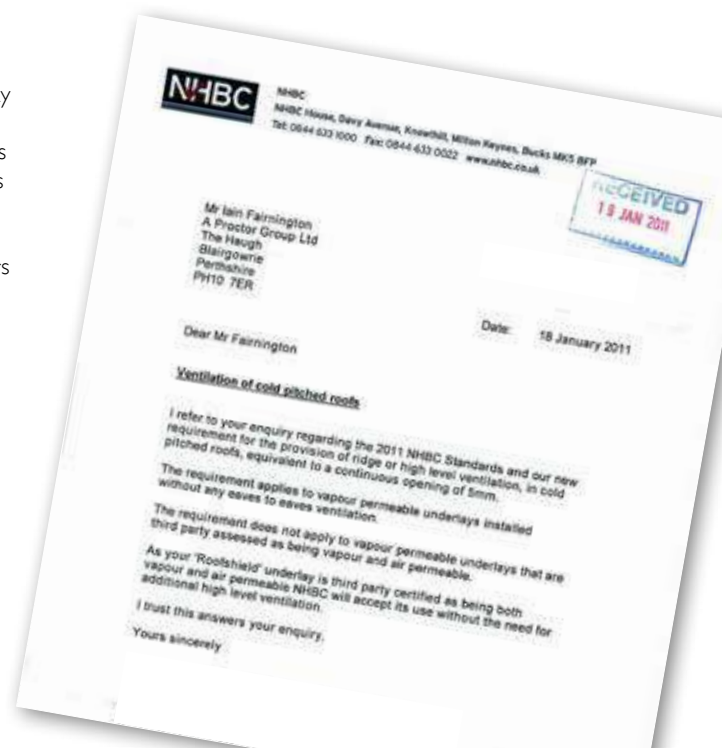 y
s
s
s
NHBC
NHBC
NHBC House, Davy Avenue, Knowlhill, Milton Keynes, Bucks MK5 8FP
Tel: 0844 633 1000 Fax: 0844 633 0022 www.nhbc.co.uk
RECEIVED
19 JAN 2011
Mr Iain Fairnington
A Proctor Group Ltd
The Haugh
Blairgowrie
Perthshire
PH10 7ER
Date: 18 January 2011
Dear Mr Fairnington
Ventilation of cold pitched roofs
I refer to your enquiry regarding the 2011 NHBC Standards and our new
requirement for the provision of ridge or high level ventilation, in cold
pitched roofs, equivalent to a continuous opening of 5mm.
The requirement applies to vapour permeable underlays installed
without any eaves to eaves ventilation.
The requirement does not apply to vapour permeable underlays that are
third party assessed as being vapour and air permeable.
As your 'Roofshield' underlay is third party certified as being both
vapour and air permeable NHBC will accept its use without the need for
additional high level ventilation.
I trust this answers your enquiry.
Yours sincerely